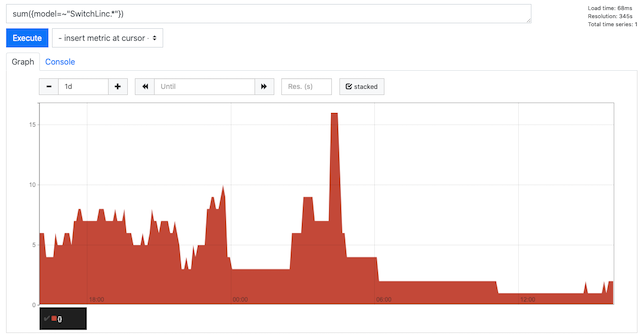 sum({model=~"SwitchLinc.*"})
Load time: 68ms
Resolution: 345s
Total time series: 1
Execute
- insert metric at cursor -
Graph
Console
1d
Until
Res. (s)
stacked
15
10
5
0
18:00
00:00
06:00
12:00
{}